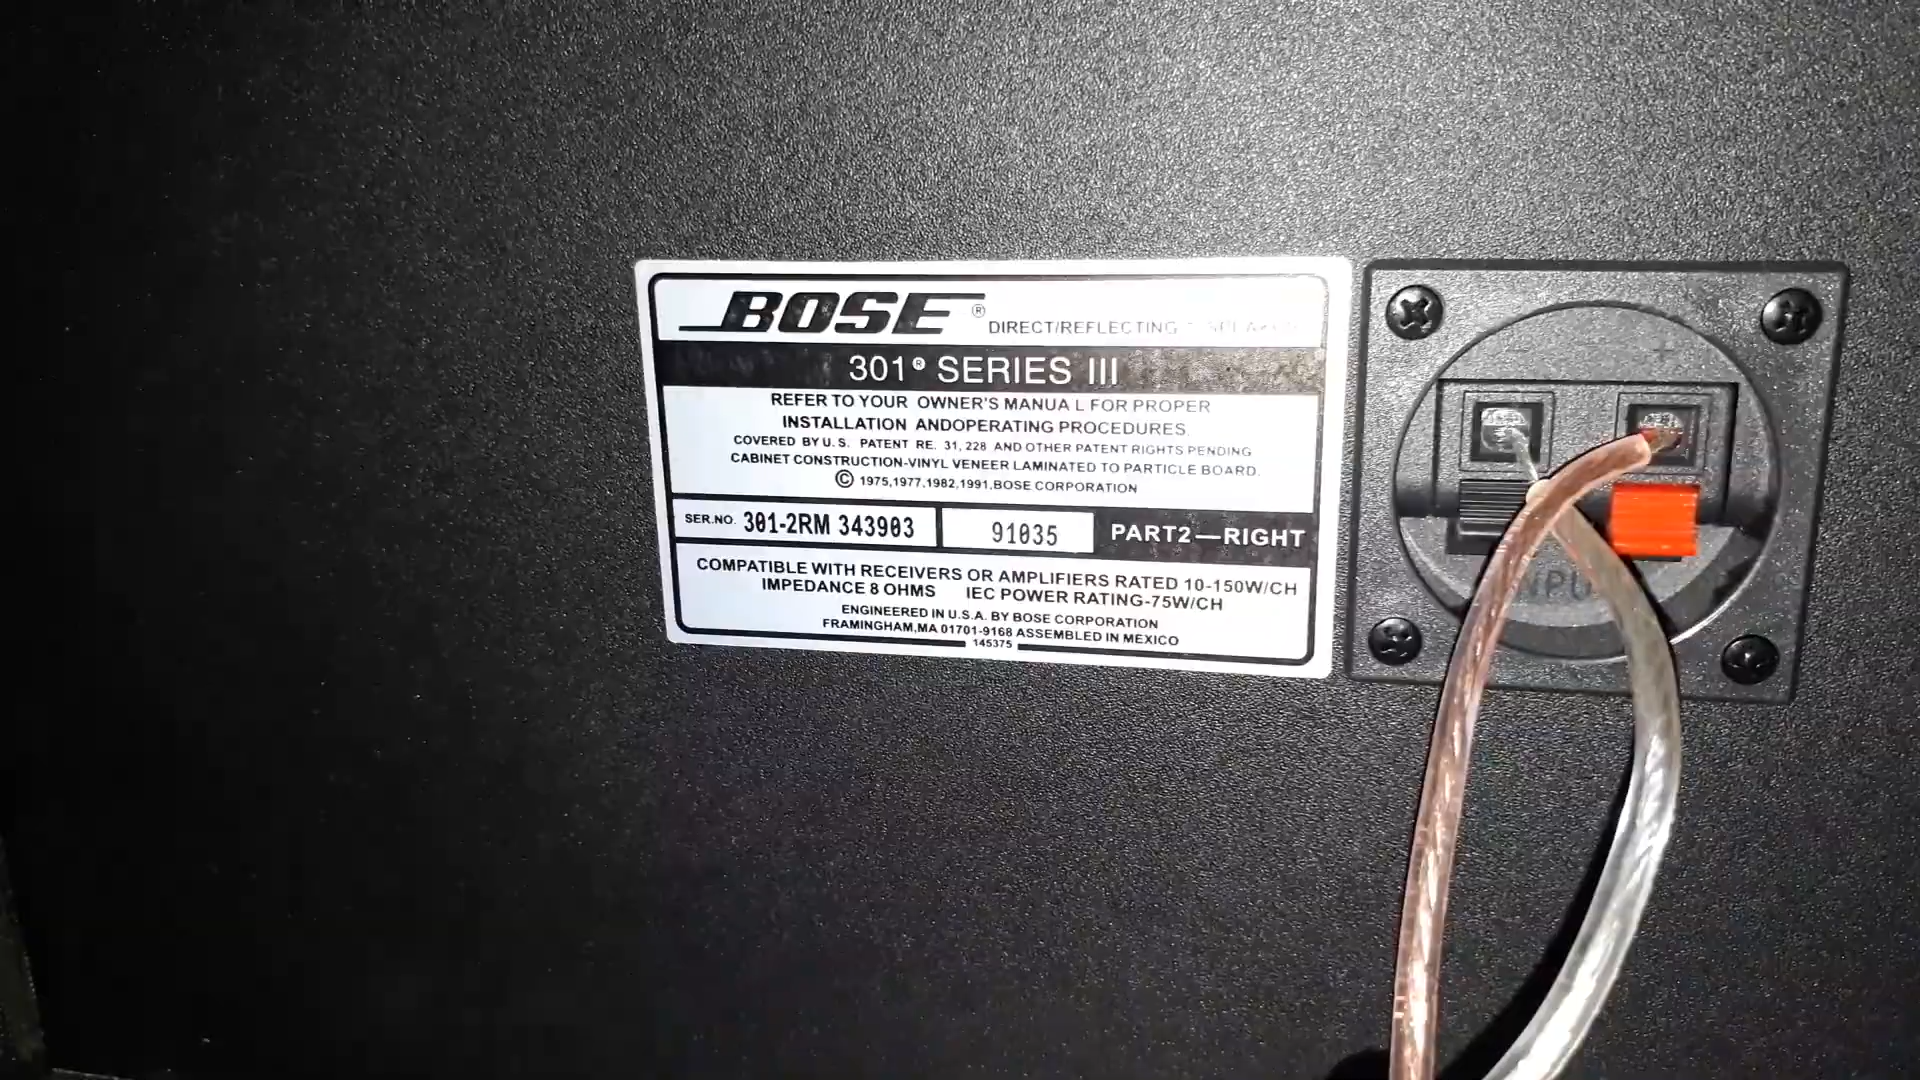 BOSE® DIRECT/REFLECTING SPEAKER
301® SERIES III
REFER TO YOUR OWNER'S MANUAL FOR PROPER
INSTALLATION ANDOPERATING PROCEDURES.
COVERED BY U.S. PATENT RE. 31,228 AND OTHER PATENT RIGHTS PENDING
CABINET CONSTRUCTION-VINYL VENEER LAMINATED TO PARTICLE BOARD.
© 1975,1977,1982,1991,BOSE CORPORATION
SER.NO. 301-2RM 343903 91035 PART2—RIGHT
COMPATIBLE WITH RECEIVERS OR AMPLIFIERS RATED 10-150W/CH
IMPEDANCE 8 OHMS IEC POWER RATING-75W/CH
ENGINEERED IN U.S.A. BY BOSE CORPORATION
FRAMINGHAM,MA 01701-9168 ASSEMBLED IN MEXICO
145375
- +
INPUT